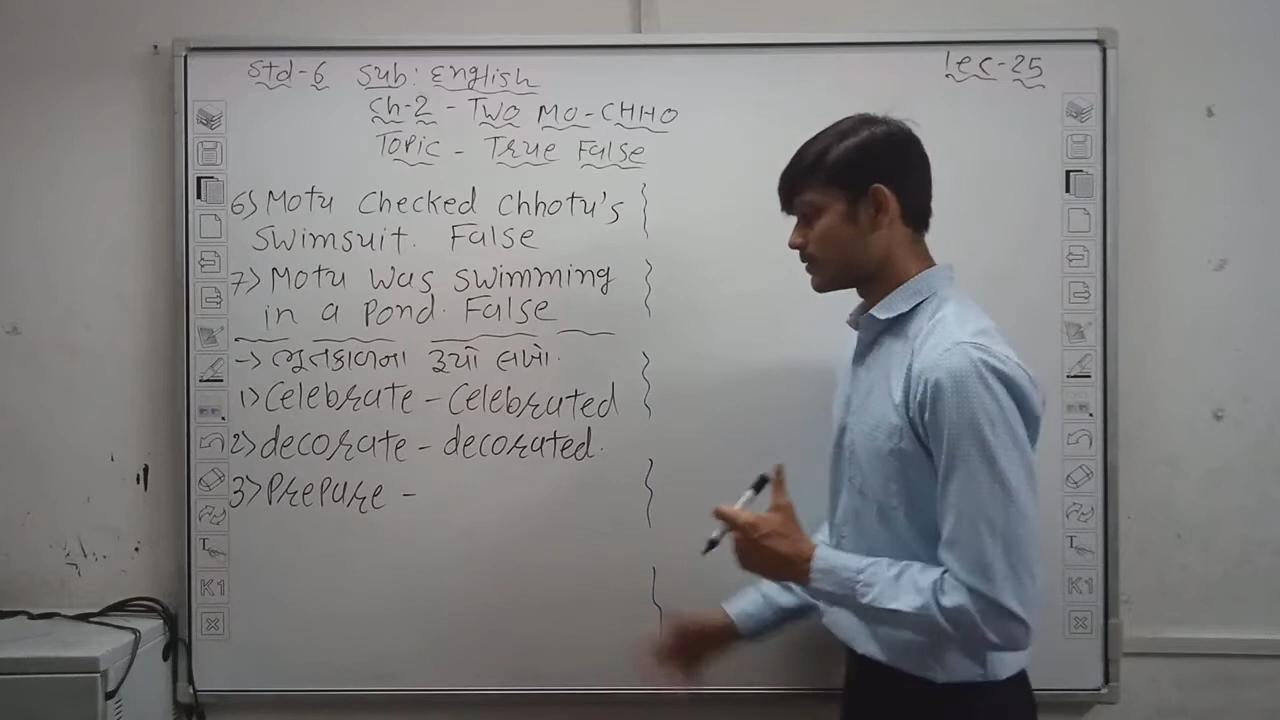 Std-6 Sub: English
lec-25
Ch-2 - TWO MO-CHHO
Topic - True False
6) Motu checked Chhotu's
swimsuit. False
7) Motu was swimming
in a pond. False
→ ભૂતકાળના રૂપો લખો.
1) Celebrate - Celebrated
2) decorate - decorated.
3) Prepare -
T
K1
T
K1